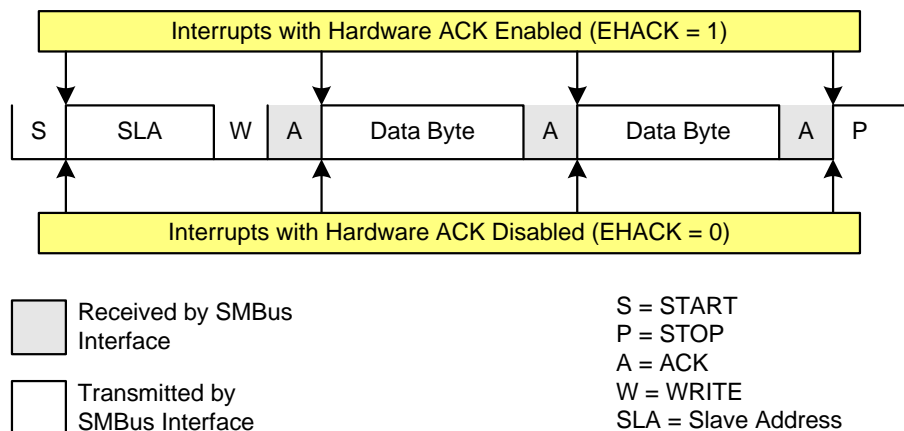 Interrupts with Hardware ACK Enabled (EHACK = 1)
S SLA W A Data Byte A Data Byte A P
Interrupts with Hardware ACK Disabled (EHACK = 0)
Received by SMBus
Interface
Transmitted by
SMBus Interface
S = START
P = STOP
A = ACK
W = WRITE
SLA = Slave Address